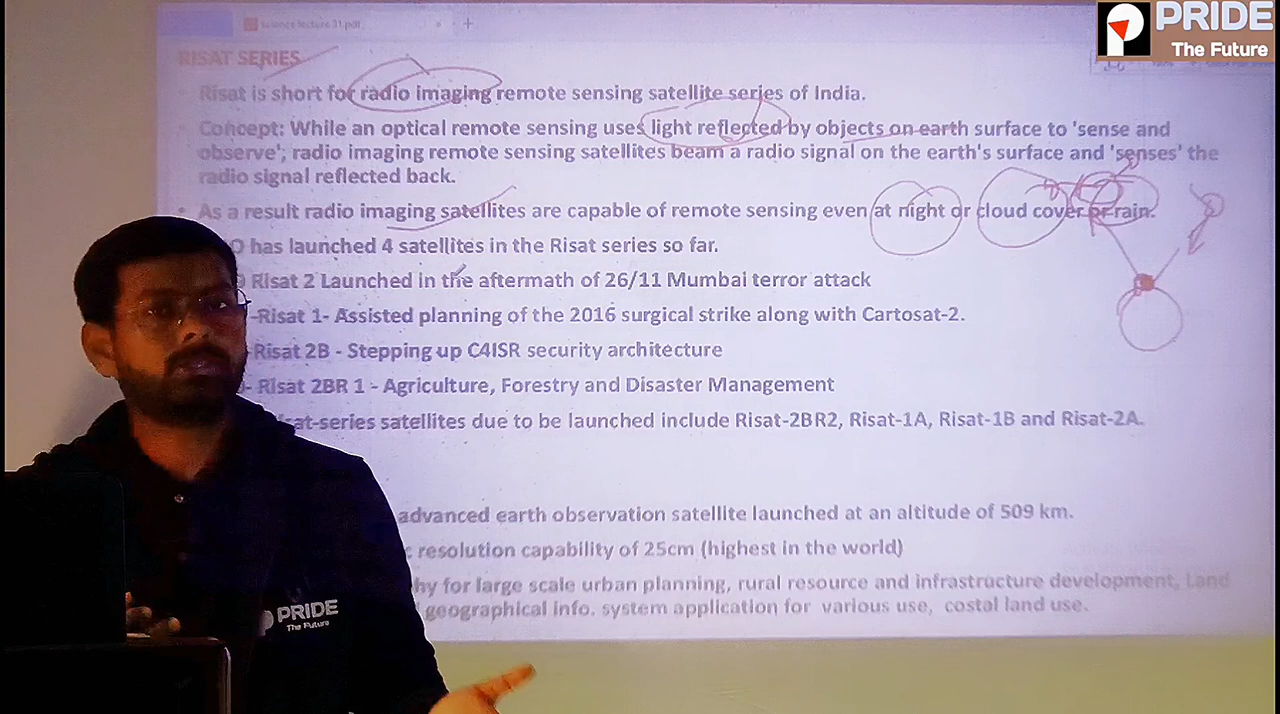 science lecture 31.pdf
PRIDE
The Future
RISAT SERIES
Risat is short for radio imaging remote sensing satellite series of India.
Concept: While an optical remote sensing uses light reflected by objects on earth surface to 'sense and
observe'; radio imaging remote sensing satellites beam a radio signal on the earth's surface and 'senses' the
radio signal reflected back.
As a result radio imaging satellites are capable of remote sensing even at night or cloud cover or rain.
O has launched 4 satellites in the Risat series so far.
Risat 2 Launched in the aftermath of 26/11 Mumbai terror attack
-Risat 1- Assisted planning of the 2016 surgical strike along with Cartosat-2.
Risat 2B - Stepping up C4ISR security architecture
- Risat 2BR 1 - Agriculture, Forestry and Disaster Management
sat-series satellites due to be launched include Risat-2BR2, Risat-1A, Risat-1B and Risat-2A.
advanced earth observation satellite launched at an altitude of 509 km.
c resolution capability of 25cm (highest in the world)
hy for large scale urban planning, rural resource and infrastructure development, Land
geographical info. system application for various use, costal land use.
PRIDE
The Future